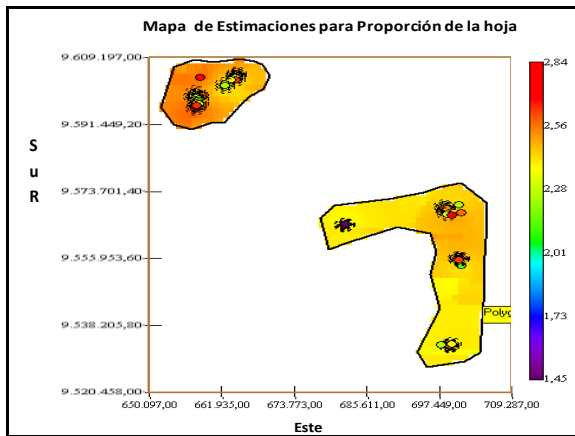 Mapa de Estimaciones para Proporción de la hoja
9.609.197,00
9.591.449,20
9.573.701,40
9.555.953,60
9.538.205,80
9.520.458,00
S
u
R
650.097,00 661.935,00 673.773,00 685.611,00 697.449,00 709.287,00
Este
2,84
2,56
2,28
2,01
1,73
1,45
Polyg